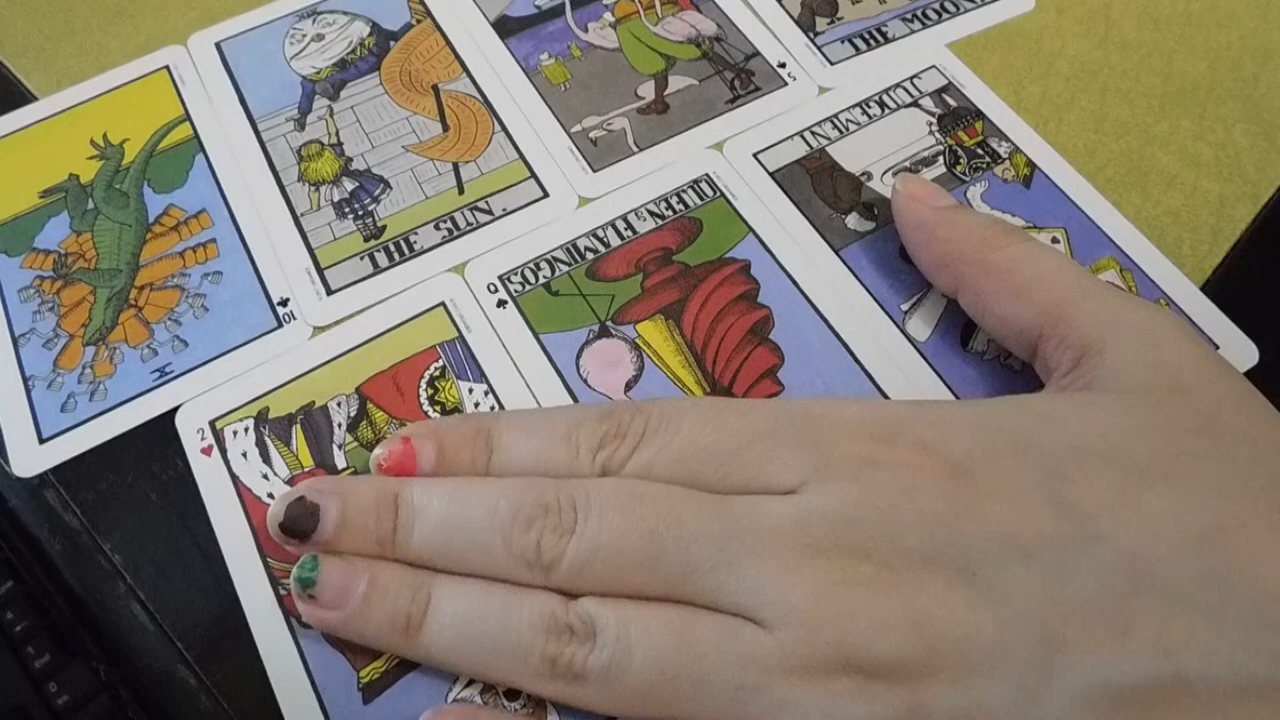 THE MOON.
5
JUDGEMENT.
THE SUN.
QUEEN of FLAMINGOS
Q
10
X
2